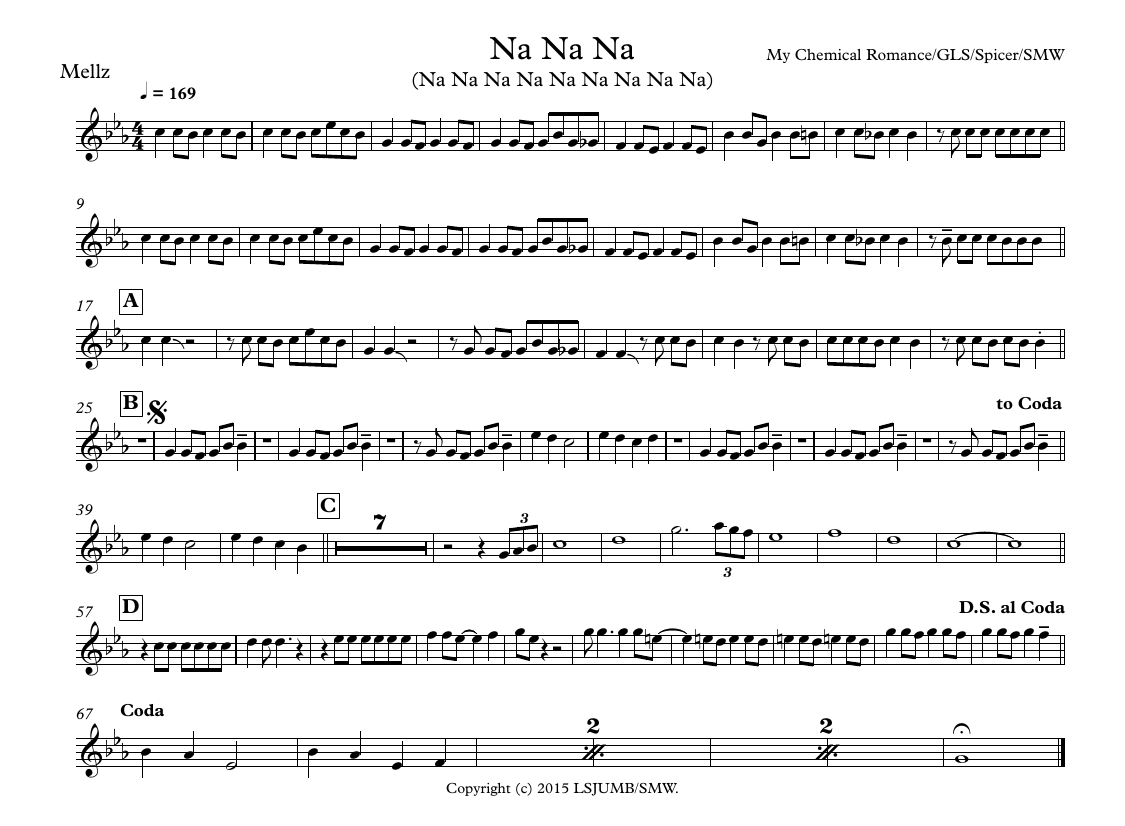 Na Na Na
(Na Na Na Na Na Na Na Na Na)
Mellz
My Chemical Romance/GLS/Spicer/SMW
♩ = 169
4
4
9
17
A
25
B
to Coda
39
C
7
3
3
57
D
D.S. al Coda
67
Coda
2
2
Copyright (c) 2015 LSJUMB/SMW.